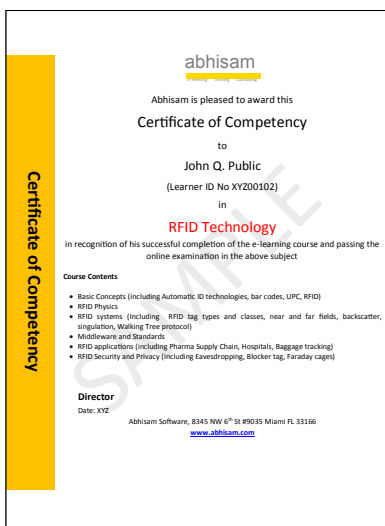 abhisam
Abhisam is pleased to award this
Certificate of Competency
to
John Q. Public
(Learner ID No XYZ00102)
in
RFID Technology
in recognition of his successful completion of the e-learning course and passing the
online examination in the above subject
Course Contents
• Basic Concepts (including Automatic ID technologies, bar codes, UPC, RFID)
• RFID Physics
• RFID systems (Including RFID tag types and classes, near and far fields, backscatter,
singulation, Walking Tree protocol)
• Middleware and Standards
• RFID applications (including Pharma Supply Chain, Hospitals, Baggage tracking)
• RFID Security and Privacy (including Eavesdropping, Blocker tag, Faraday cages)
Director
Date: XYZ
Abhisam Software, 8345 NW 6th St #9035 Miami FL 33166
www.abhisam.com
Certificate of Competency
SAMPLE